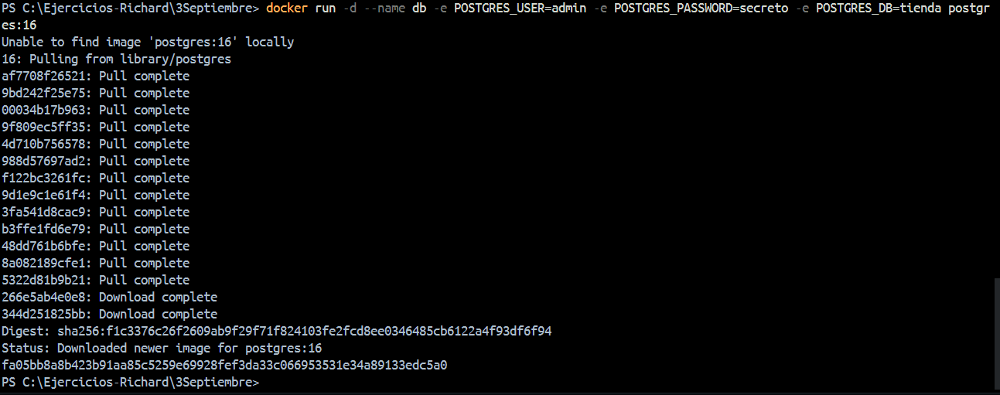 PS C:\Ejercicios-Richard\3Septiembre> docker run -d --name db -e POSTGRES_USER=admin -e POSTGRES_PASSWORD=secreto -e POSTGRES_DB=tienda postgr
es:16
Unable to find image 'postgres:16' locally
16: Pulling from library/postgres
af7708f26521: Pull complete
9bd242f25e75: Pull complete
00034b17b963: Pull complete
9f809ec5ff35: Pull complete
4d710b756578: Pull complete
988d57697ad2: Pull complete
f122bc3261fc: Pull complete
9d1e9c1e61f4: Pull complete
3fa541d8cac9: Pull complete
b3ffe1fd6e79: Pull complete
48dd761b6bfe: Pull complete
8a082189cfe1: Pull complete
5322d81b9b21: Pull complete
266e5ab4e0e8: Download complete
344d251825bb: Download complete
Digest: sha256:f1c3376c26f2609ab9f29f71f824103fe2fcd8ee0346485cb6122a4f93df6f94
Status: Downloaded newer image for postgres:16
fa05bb8a8b423b91aa85c5259e69928fef3da33c066953531e34a89133edc5a0
PS C:\Ejercicios-Richard\3Septiembre>